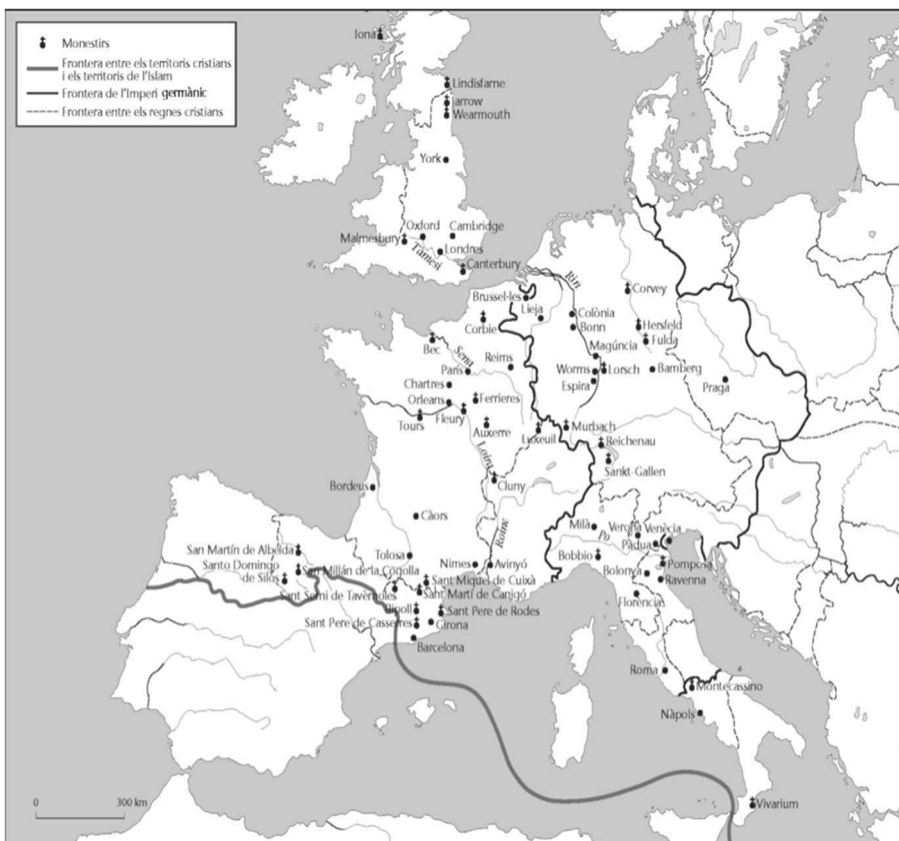 Monestirs
Frontera entre els territoris cristians
i els territoris de l'Islam
Frontera de l'Imperi germànic
Frontera entre els regnes cristians
Iona
Lindisfarne
Jarrow
Wearmouth
York
Oxford
Cambridge
Malmesbury
Londres
Tàmesi
Canterbury
Rin
Corvey
Brussel·les
Lieja
Colònia
Bonn
Corbie
Hersfeld
Fulda
Bec
Sena
Reims
Magúncia
París
Worms
Lorsch
Bamberg
Chartres
Espira
Praga
Orleans
Ferrieres
Tours
Fleury
Auxerre
Luxeuil
Murbach
Reichenau
Loira
Sankt-Gallen
Cluny
Bordeus
Càors
Roine
Milà
Verona
Venècia
Po
Pàdua
San Martín de Albelda
Tolosa
Nimes
Avinyó
Bobbio
Pomposa
Santo Domingo
de Silos
San Millán de la Cogolla
Sant Miquel de Cuixà
Bolonya
Ravenna
Sant Serni de Tavèrnoles
Sant Martí de Canigó
Florència
Ripoll
Sant Pere de Rodes
Sant Pere de Casserres
Girona
Barcelona
Roma
Montecassino
Nàpols
Vivarium
0
300 km